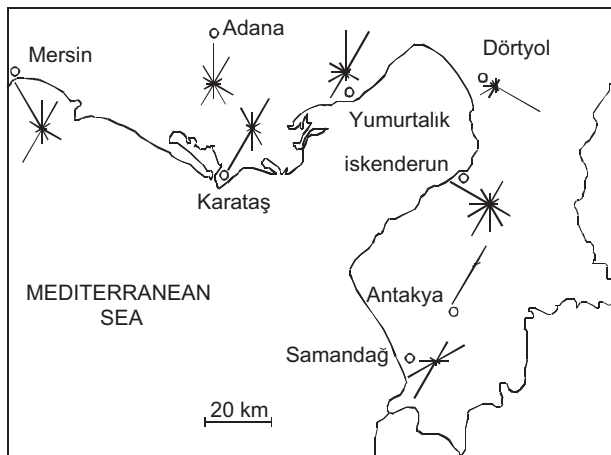 Adana
Mersin
Dörtyol
Yumurtalık
iskenderun
Karataş
MEDITERRANEAN
SEA
Antakya
Samandağ
20 km